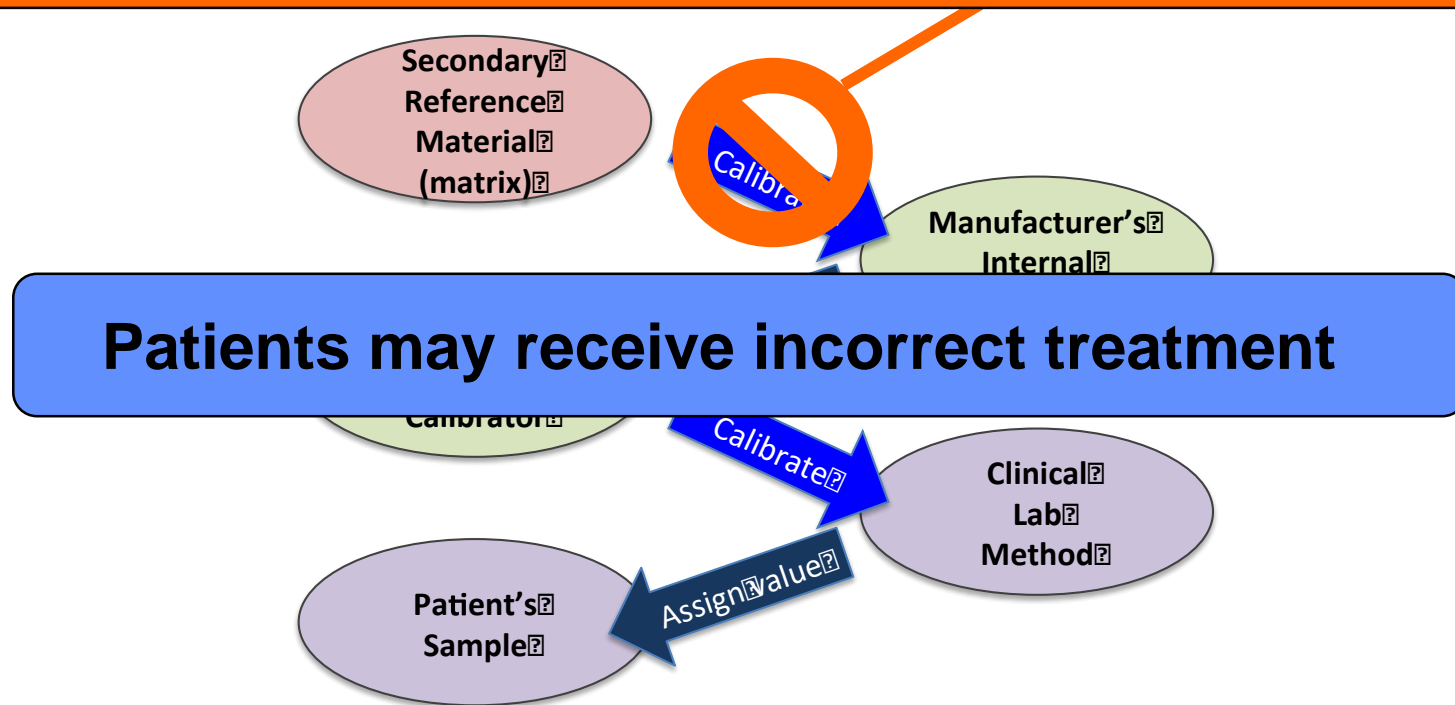 Secondary
Reference
Material
(matrix)
Manufacturer's
Internal
Patients may receive incorrect treatment
Calibrator
Calibrate
Clinical
Lab
Method
Assign value
Patient's
Sample